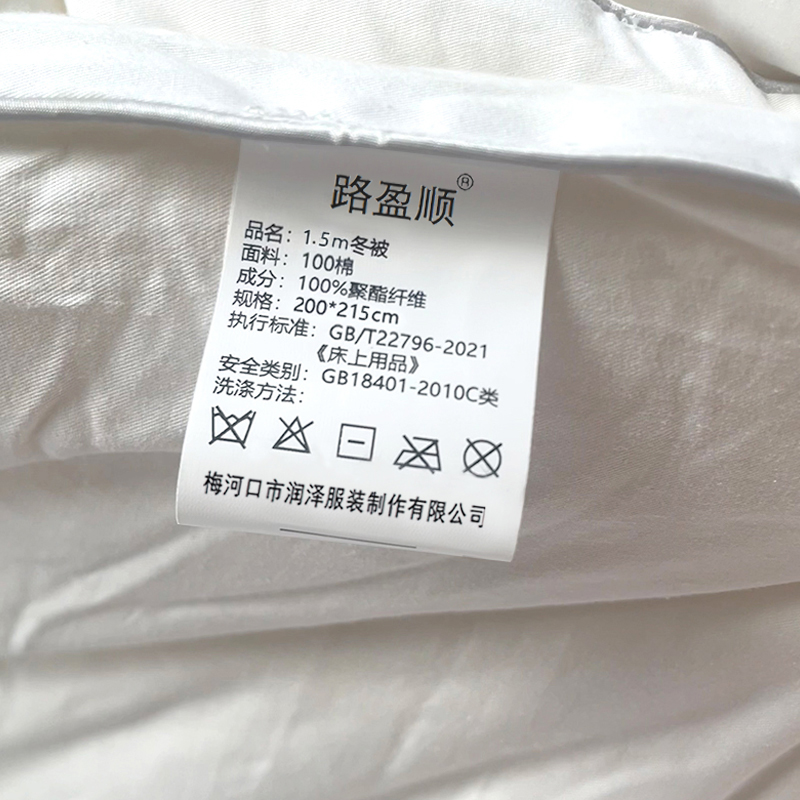 路盈顺®
品名：1.5m冬被
面料：100棉
成分：100%聚酯纤维
规格：200*215cm
执行标准：GB/T22796-2021
《床上用品》
安全类别：GB18401-2010C类
洗涤方法：
梅河口市润泽服装制作有限公司